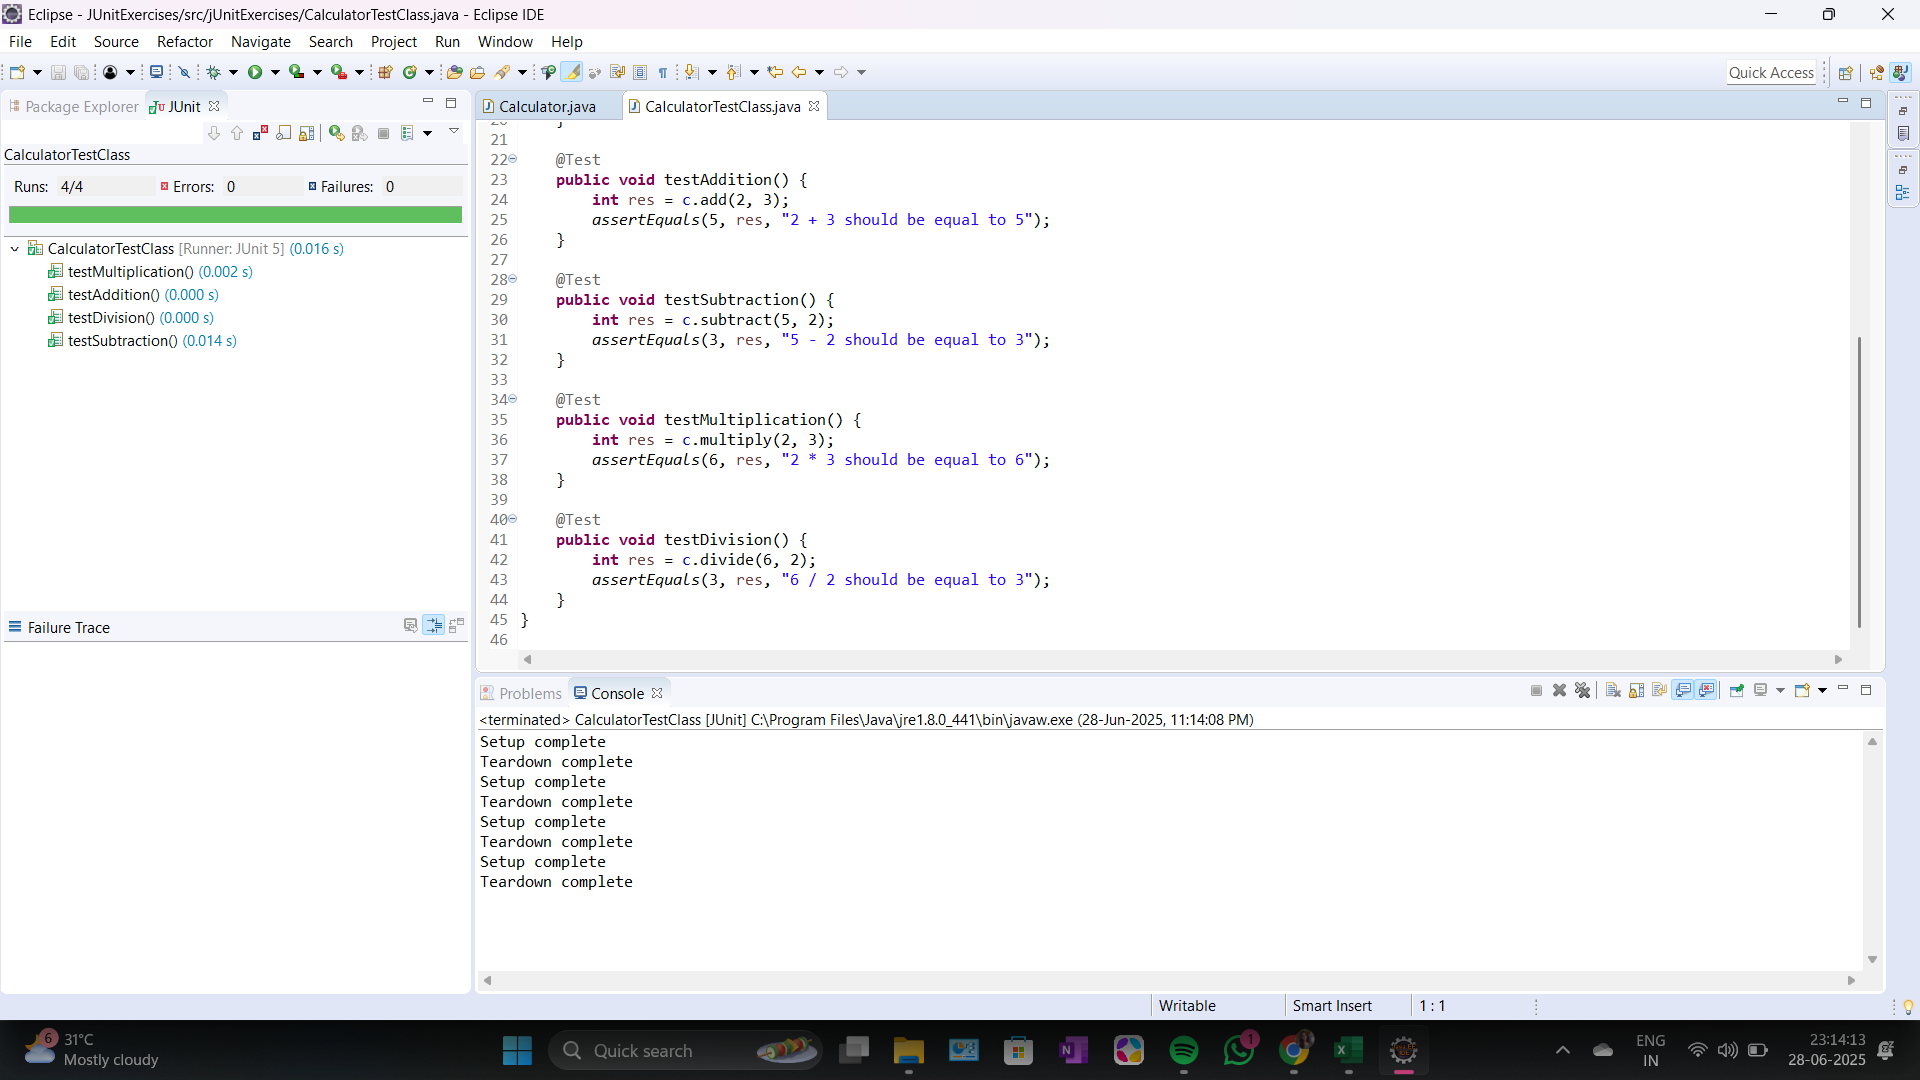 Eclipse - JUnitExercises/src/jUnitExercises/CalculatorTestClass.java - Eclipse IDE
File Edit Source Refactor Navigate Search Project Run Window Help
Quick Access
Package Explorer JUnit
CalculatorTestClass
Runs: 4/4 Errors: 0 Failures: 0
CalculatorTestClass [Runner: JUnit 5] (0.016 s)
testMultiplication() (0.002 s)
testAddition() (0.000 s)
testDivision() (0.000 s)
testSubtraction() (0.014 s)
Failure Trace
Calculator.java CalculatorTestClass.java
20 }
21
22 @Test
23 public void testAddition() {
24 int res = c.add(2, 3);
25 assertEquals(5, res, "2 + 3 should be equal to 5");
26 }
27
28 @Test
29 public void testSubtraction() {
30 int res = c.subtract(5, 2);
31 assertEquals(3, res, "5 - 2 should be equal to 3");
32 }
33
34 @Test
35 public void testMultiplication() {
36 int res = c.multiply(2, 3);
37 assertEquals(6, res, "2 * 3 should be equal to 6");
38 }
39
40 @Test
41 public void testDivision() {
42 int res = c.divide(6, 2);
43 assertEquals(3, res, "6 / 2 should be equal to 3");
44 }
45 }
46
Problems Console
<terminated> CalculatorTestClass [JUnit] C:\Program Files\Java\jre1.8.0_441\bin\javaw.exe (28-Jun-2025, 11:14:08 PM)
Setup complete
Teardown complete
Setup complete
Teardown complete
Setup complete
Teardown complete
Setup complete
Teardown complete
Writable Smart Insert 1 : 1
6
31°C
Mostly cloudy
Quick search
1
ENG
IN
23:14:13
28-06-2025